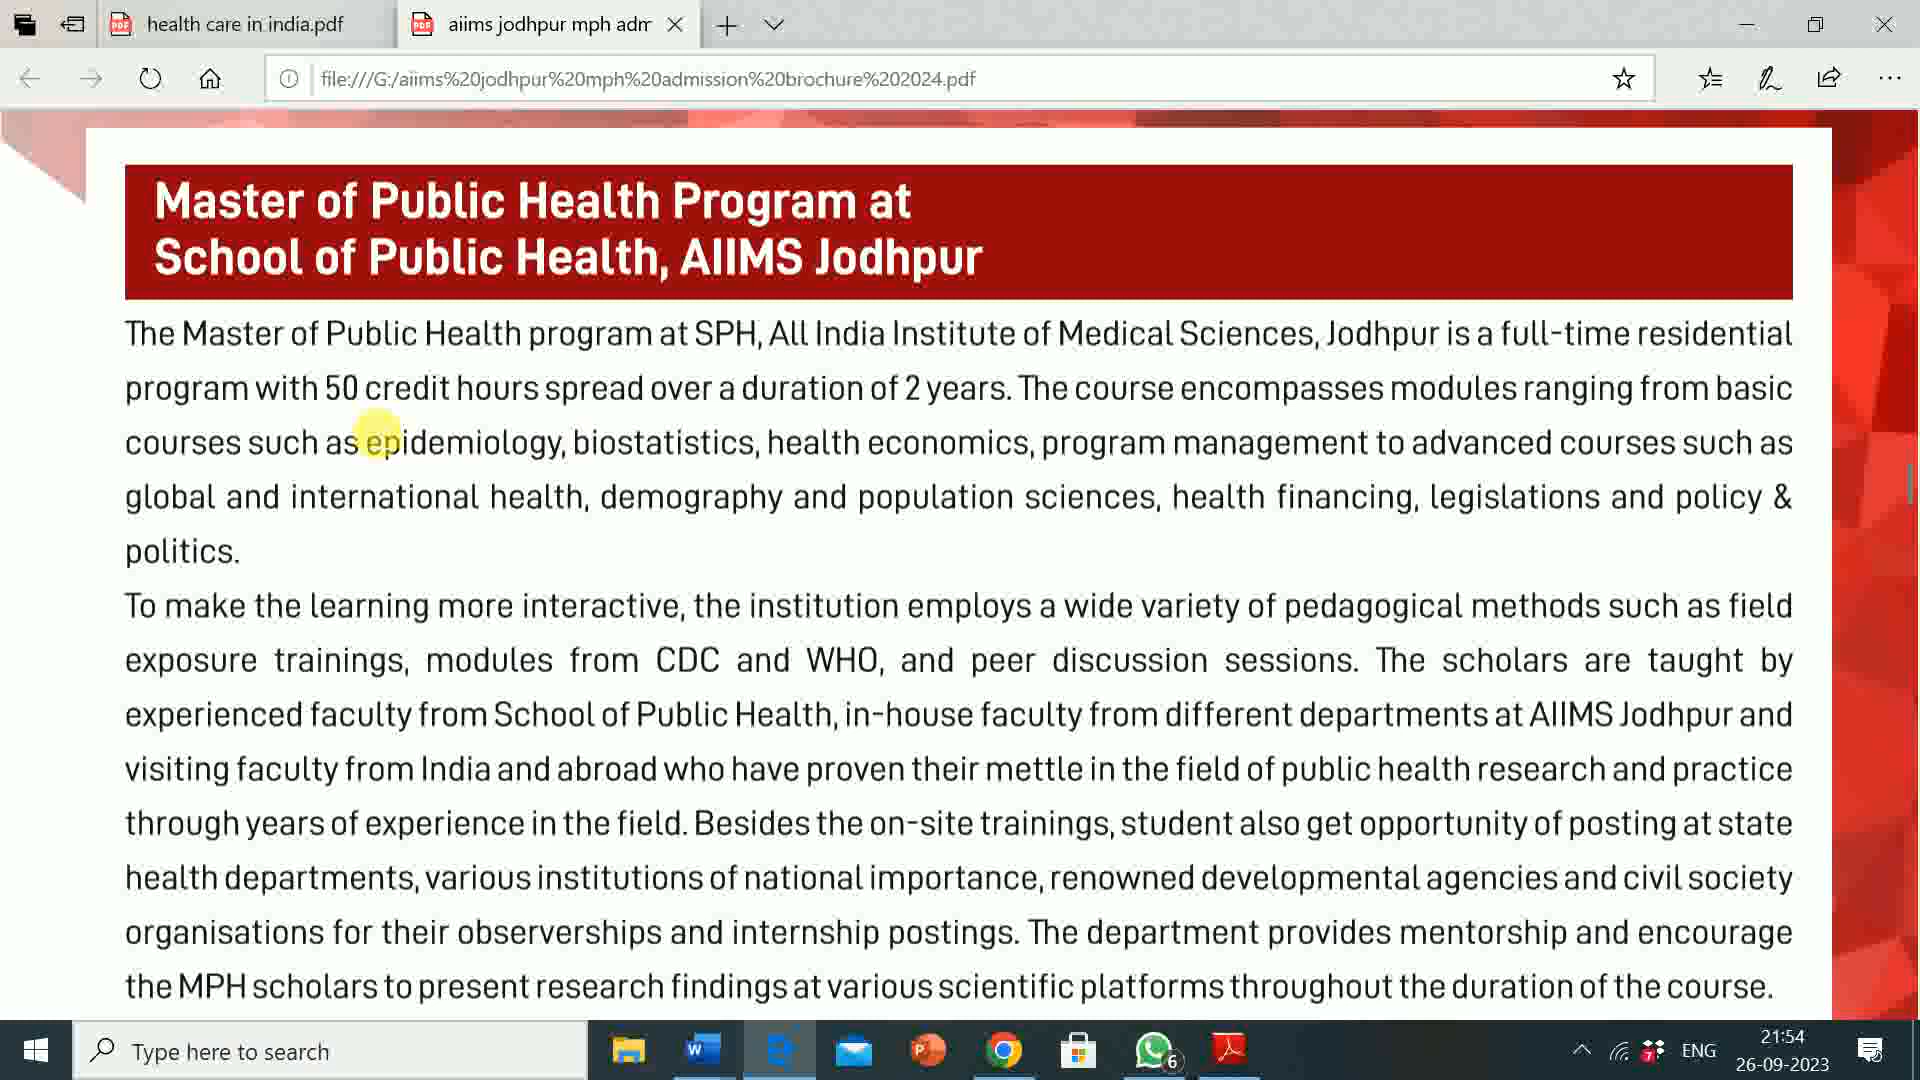 health care in india.pdf
aiims jodhpur mph adm
file:///G:/aiims%20jodhpur%20mph%20admission%20brochure%202024.pdf
Master of Public Health Program at
School of Public Health, AIIMS Jodhpur
The Master of Public Health program at SPH, All India Institute of Medical Sciences, Jodhpur is a full-time residential
program with 50 credit hours spread over a duration of 2 years. The course encompasses modules ranging from basic
courses such as epidemiology, biostatistics, health economics, program management to advanced courses such as
global and international health, demography and population sciences, health financing, legislations and policy &
politics.
To make the learning more interactive, the institution employs a wide variety of pedagogical methods such as field
exposure trainings, modules from CDC and WHO, and peer discussion sessions. The scholars are taught by
experienced faculty from School of Public Health, in-house faculty from different departments at AIIMS Jodhpur and
visiting faculty from India and abroad who have proven their mettle in the field of public health research and practice
through years of experience in the field. Besides the on-site trainings, student also get opportunity of posting at state
health departments, various institutions of national importance, renowned developmental agencies and civil society
organisations for their observerships and internship postings. The department provides mentorship and encourage
the MPH scholars to present research findings at various scientific platforms throughout the duration of the course.
Type here to search
6
7
ENG
21:54
26-09-2023